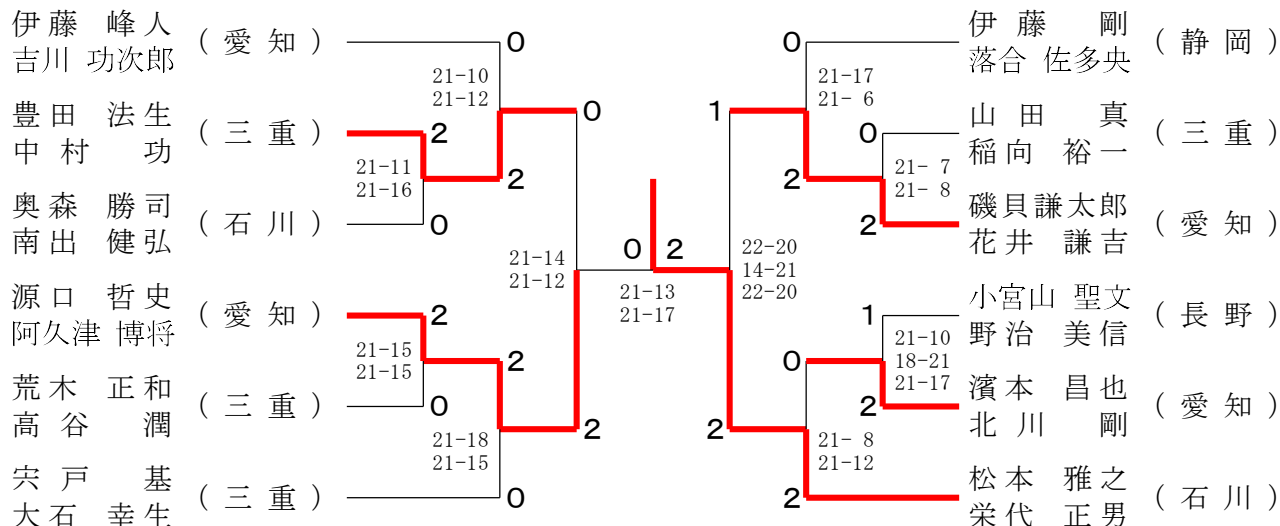 伊藤 峰人
吉川 功次郎
(愛知)
0
21-10
21-12
豊田 法生
中村 功
(三重)
2
21-11
21-16
2
0
奥森 勝司
南出 健弘
(石川)
0
21-14
21-12
源口 哲史
阿久津 博将
(愛知)
2
21-15
21-15
2
荒木 正和
高谷 潤
(三重)
0
21-18
21-15
2
宍戸 基
大石 幸生
(三重)
0
0 2
21-13
21-17
伊藤 剛
落合 佐多央
(静岡)
0
21-17
21- 6
1
山田 真
稲向 裕一
(三重)
0
21- 7
21- 8
2
磯貝謙太郎
花井 謙吉
(愛知)
2
22-20
14-21
22-20
小宮山 聖文
野治 美信
(長野)
1
21-10
18-21
21-17
0
濱本 昌也
北川 剛
(愛知)
2
21- 8
21-12
2
松本 雅之
栄代 正男
(石川)
2